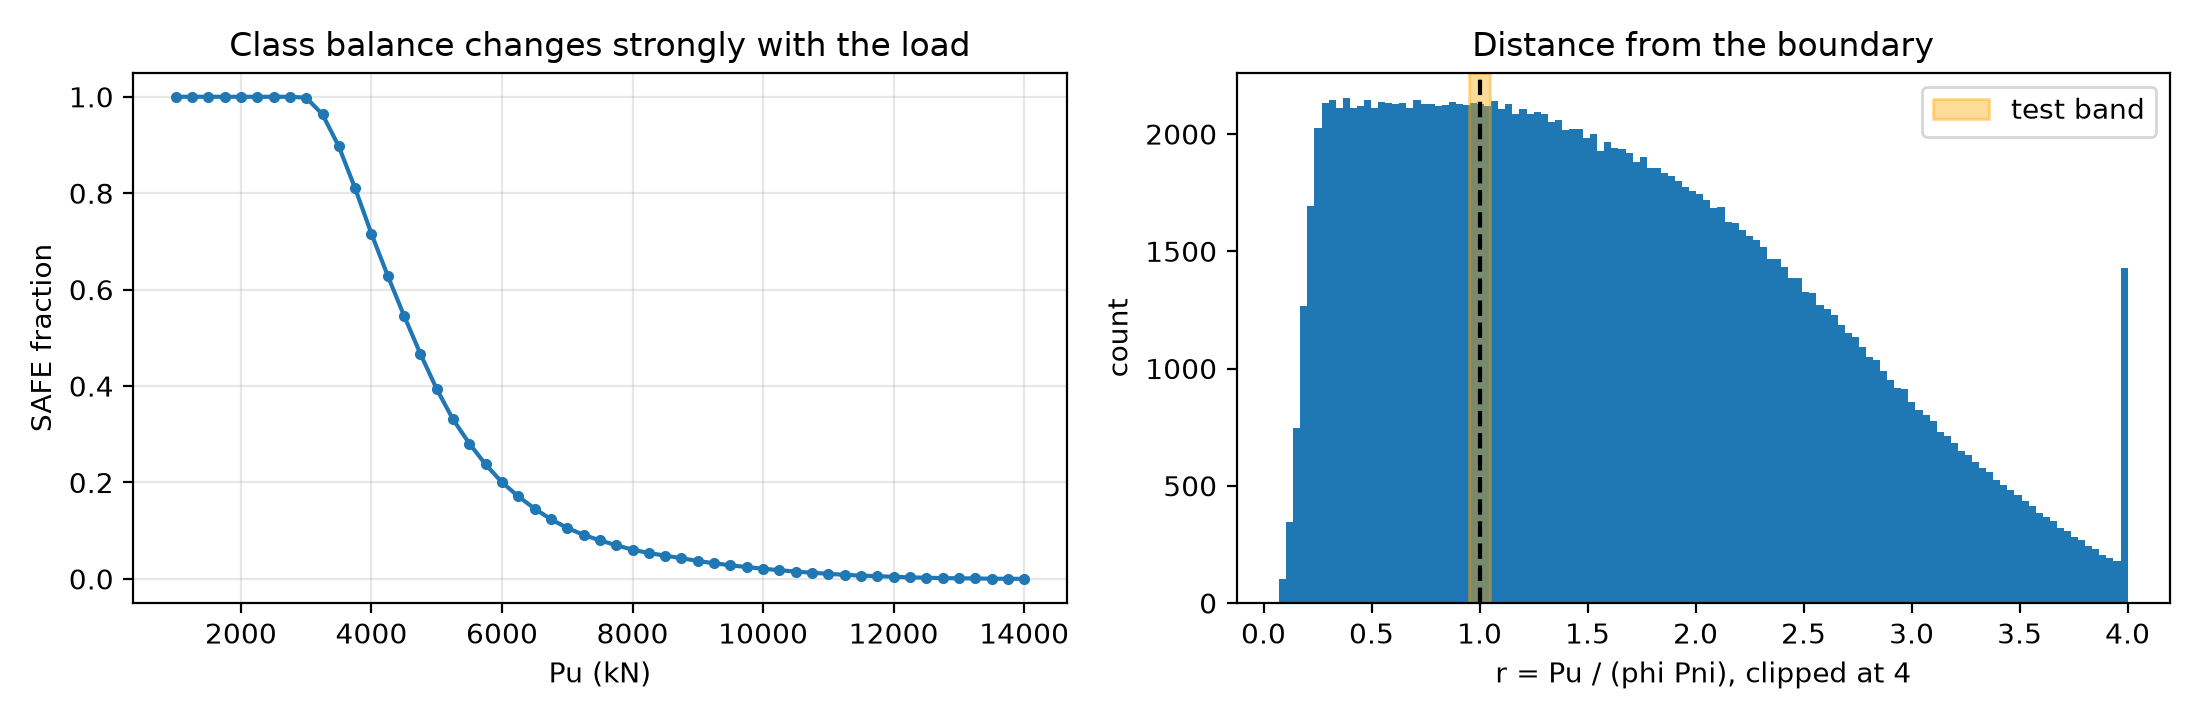 Class balance changes strongly with the load
SAFE fraction
1.0
0.8
0.6
0.4
0.2
0.0
2000 4000 6000 8000 10000 12000 14000
Pu (kN)
Distance from the boundary
count
2000
1500
1000
500
0
test band
0.0 0.5 1.0 1.5 2.0 2.5 3.0 3.5 4.0
r = Pu / (phi Pni), clipped at 4